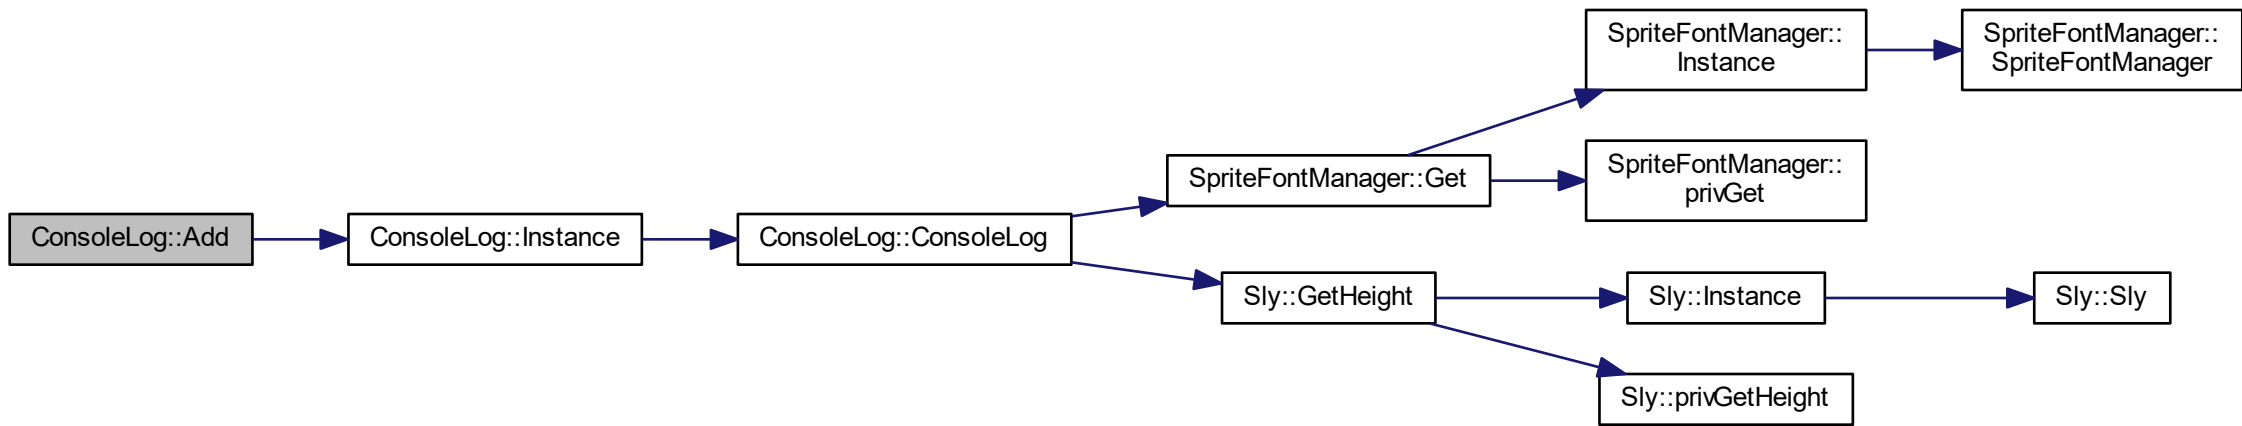 SpriteFontManager::
Instance
SpriteFontManager::
SpriteFontManager
SpriteFontManager::Get
SpriteFontManager::
privGet
ConsoleLog::Add
ConsoleLog::Instance
ConsoleLog::ConsoleLog
Sly::GetHeight
Sly::Instance
Sly::Sly
Sly::privGetHeight